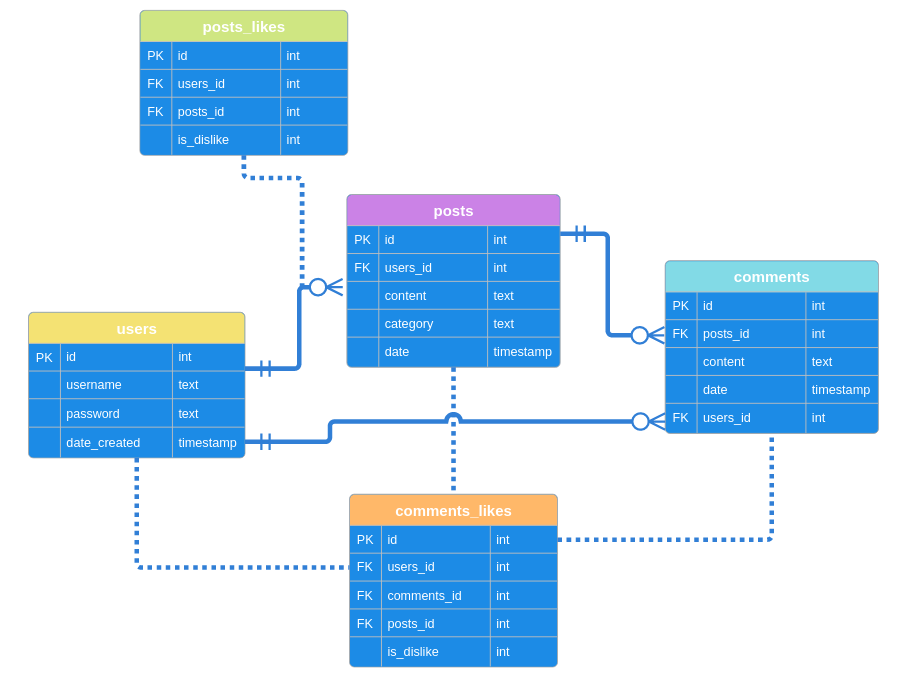 posts_likes
PK id int
FK users_id int
FK posts_id int
is_dislike int
posts
PK id int
FK users_id int
content text
category text
date timestamp
comments
PK id int
FK posts_id int
content text
date timestamp
FK users_id int
users
PK id int
username text
password text
date_created timestamp
comments_likes
PK id int
FK users_id int
FK comments_id int
FK posts_id int
is_dislike int